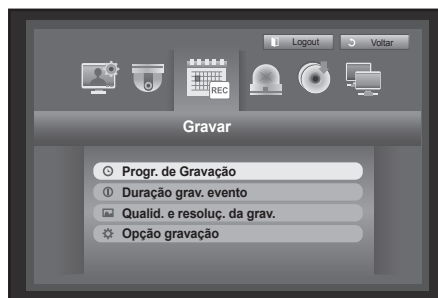 Logout
Voltar
REC
Gravar
Progr. de Gravação
Duração grav. evento
Qualid. e resoluç. da grav.
Opção gravação